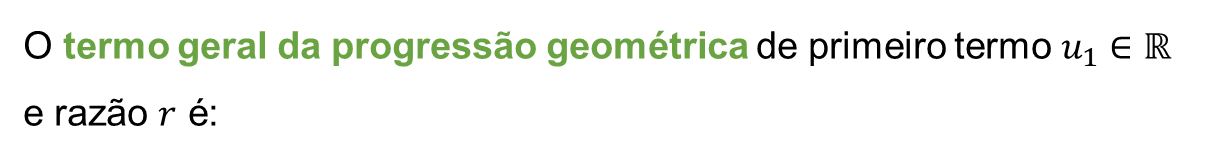 O termo geral da progressão geométrica de primeiro termo 𝑢₁ ∈ ℝ
e razão 𝑟 é: